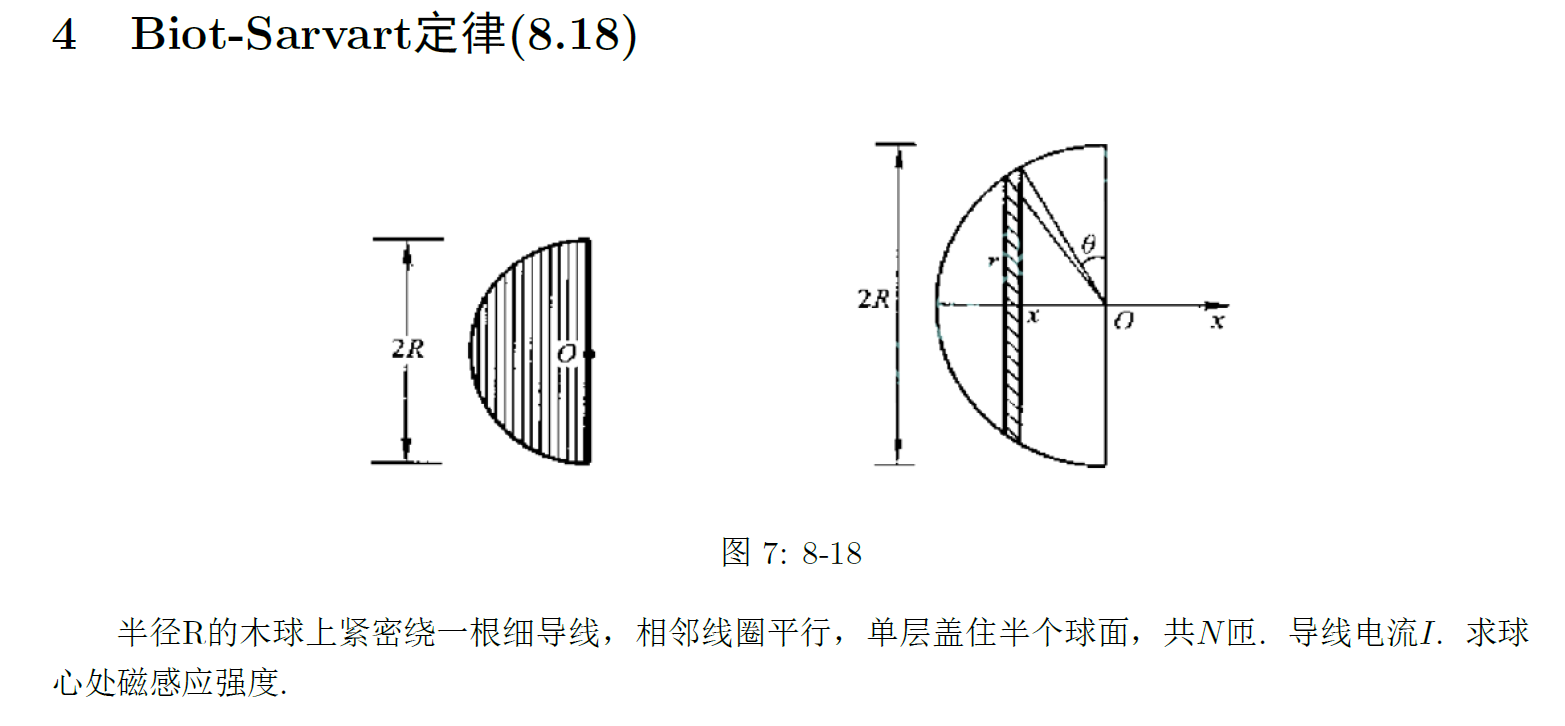 4 Biot-Sarvart定律(8.18)
2R
O
2R
r
θ
x
O
x
图 7: 8-18
半径R的木球上紧密绕一根细导线，相邻线圈平行，单层盖住半个球面，共N匝. 导线电流I. 求球
心处磁感应强度.